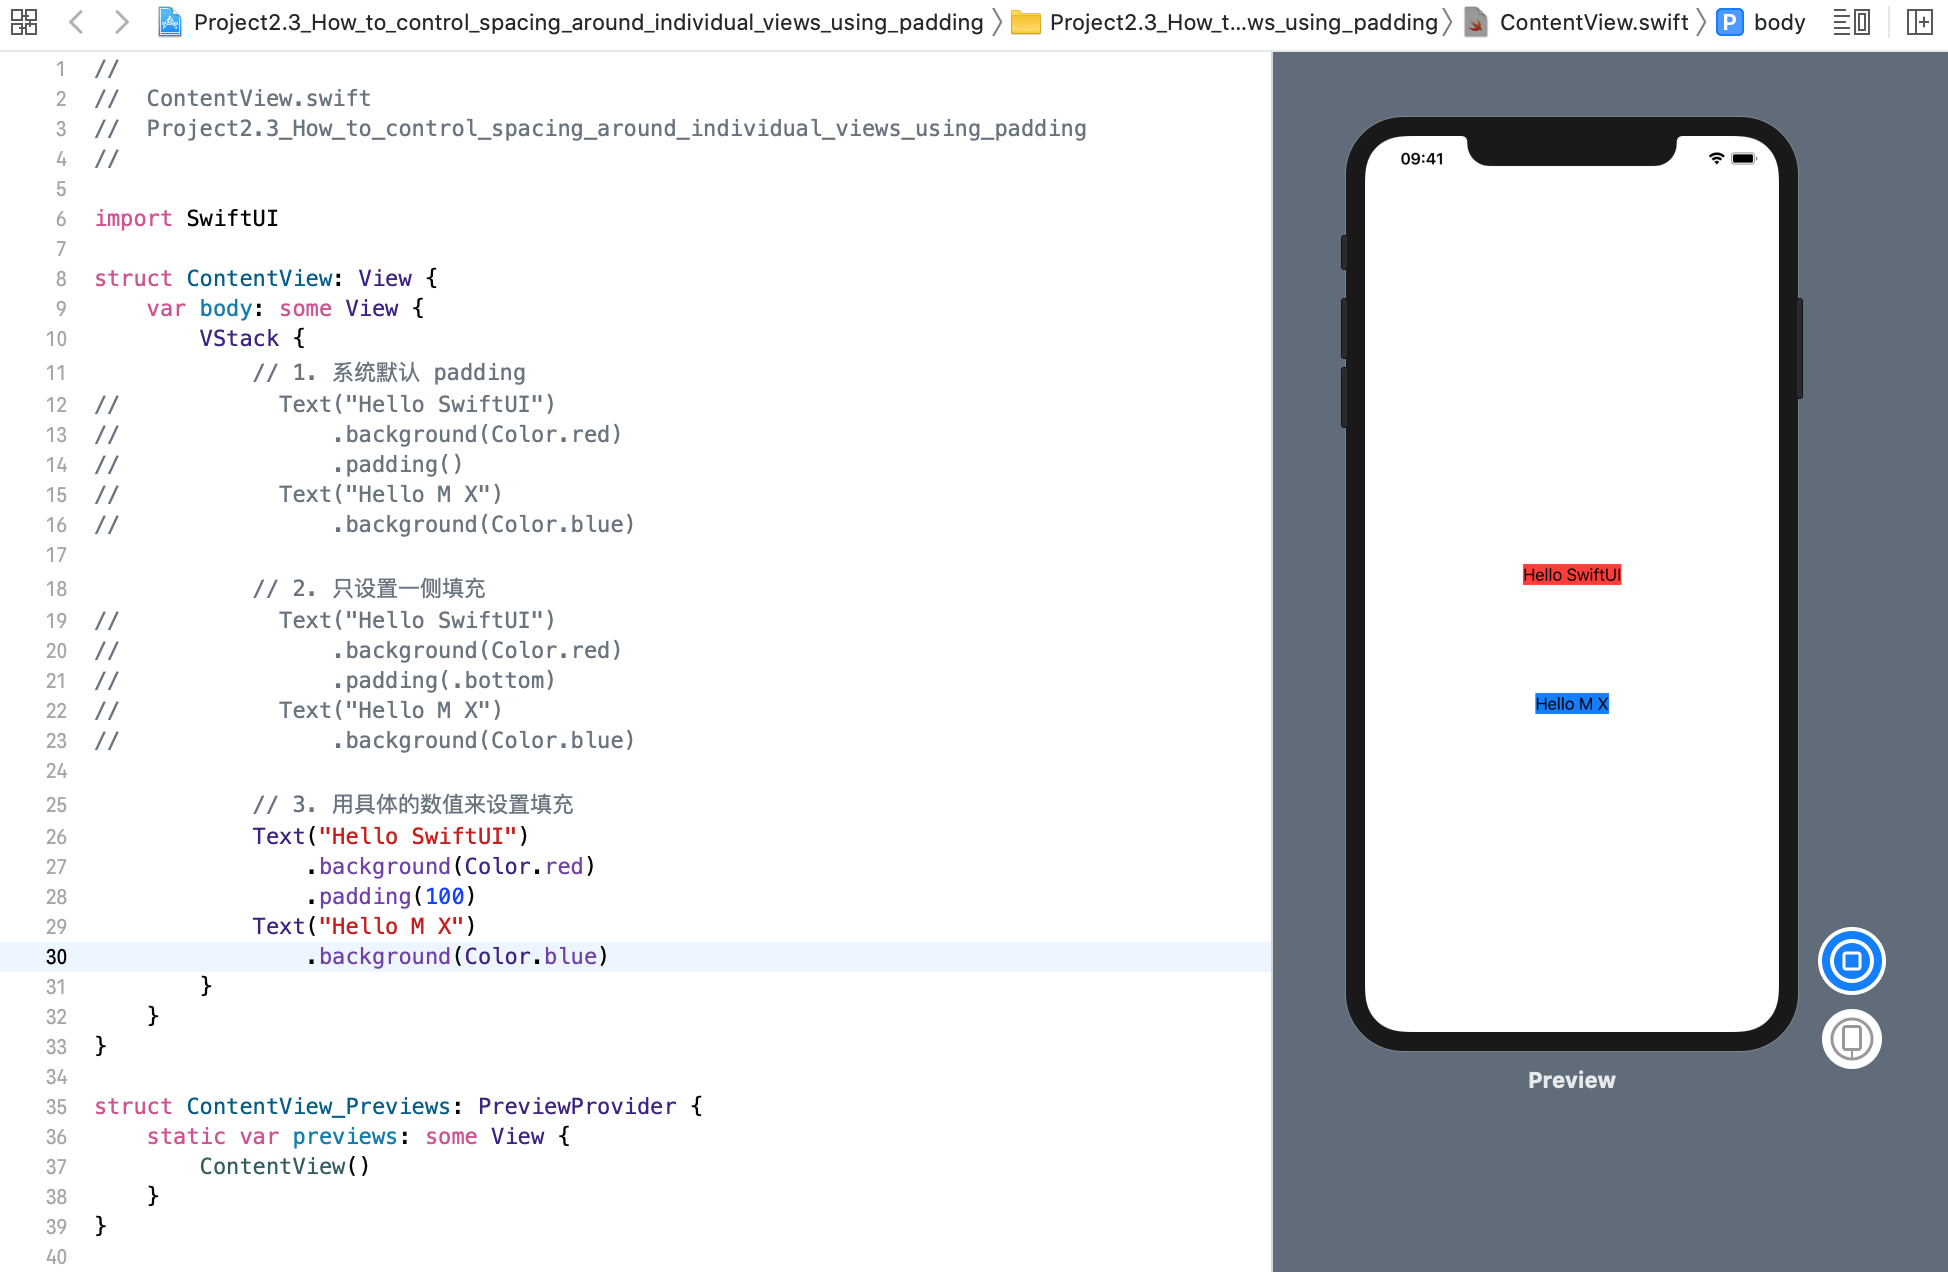 Project2.3_How_to_control_spacing_around_individual_views_using_padding 〉 Project2.3_How_t...ws_using_padding 〉 ContentView.swift 〉 P body
1 //
2 //  ContentView.swift
3 //  Project2.3_How_to_control_spacing_around_individual_views_using_padding
4 //
5
6 import SwiftUI
7
8 struct ContentView: View {
9     var body: some View {
10         VStack {
11             // 1. 系统默认 padding
12 //            Text("Hello SwiftUI")
13 //                .background(Color.red)
14 //                .padding()
15 //            Text("Hello M X")
16 //                .background(Color.blue)
17
18             // 2. 只设置一侧填充
19 //            Text("Hello SwiftUI")
20 //                .background(Color.red)
21 //                .padding(.bottom)
22 //            Text("Hello M X")
23 //                .background(Color.blue)
24
25             // 3. 用具体的数值来设置填充
26             Text("Hello SwiftUI")
27                 .background(Color.red)
28                 .padding(100)
29             Text("Hello M X")
30                 .background(Color.blue)
31         }
32     }
33 }
34
35 struct ContentView_Previews: PreviewProvider {
36     static var previews: some View {
37         ContentView()
38     }
39 }
40
09:41
Hello SwiftUI
Hello M X
Preview